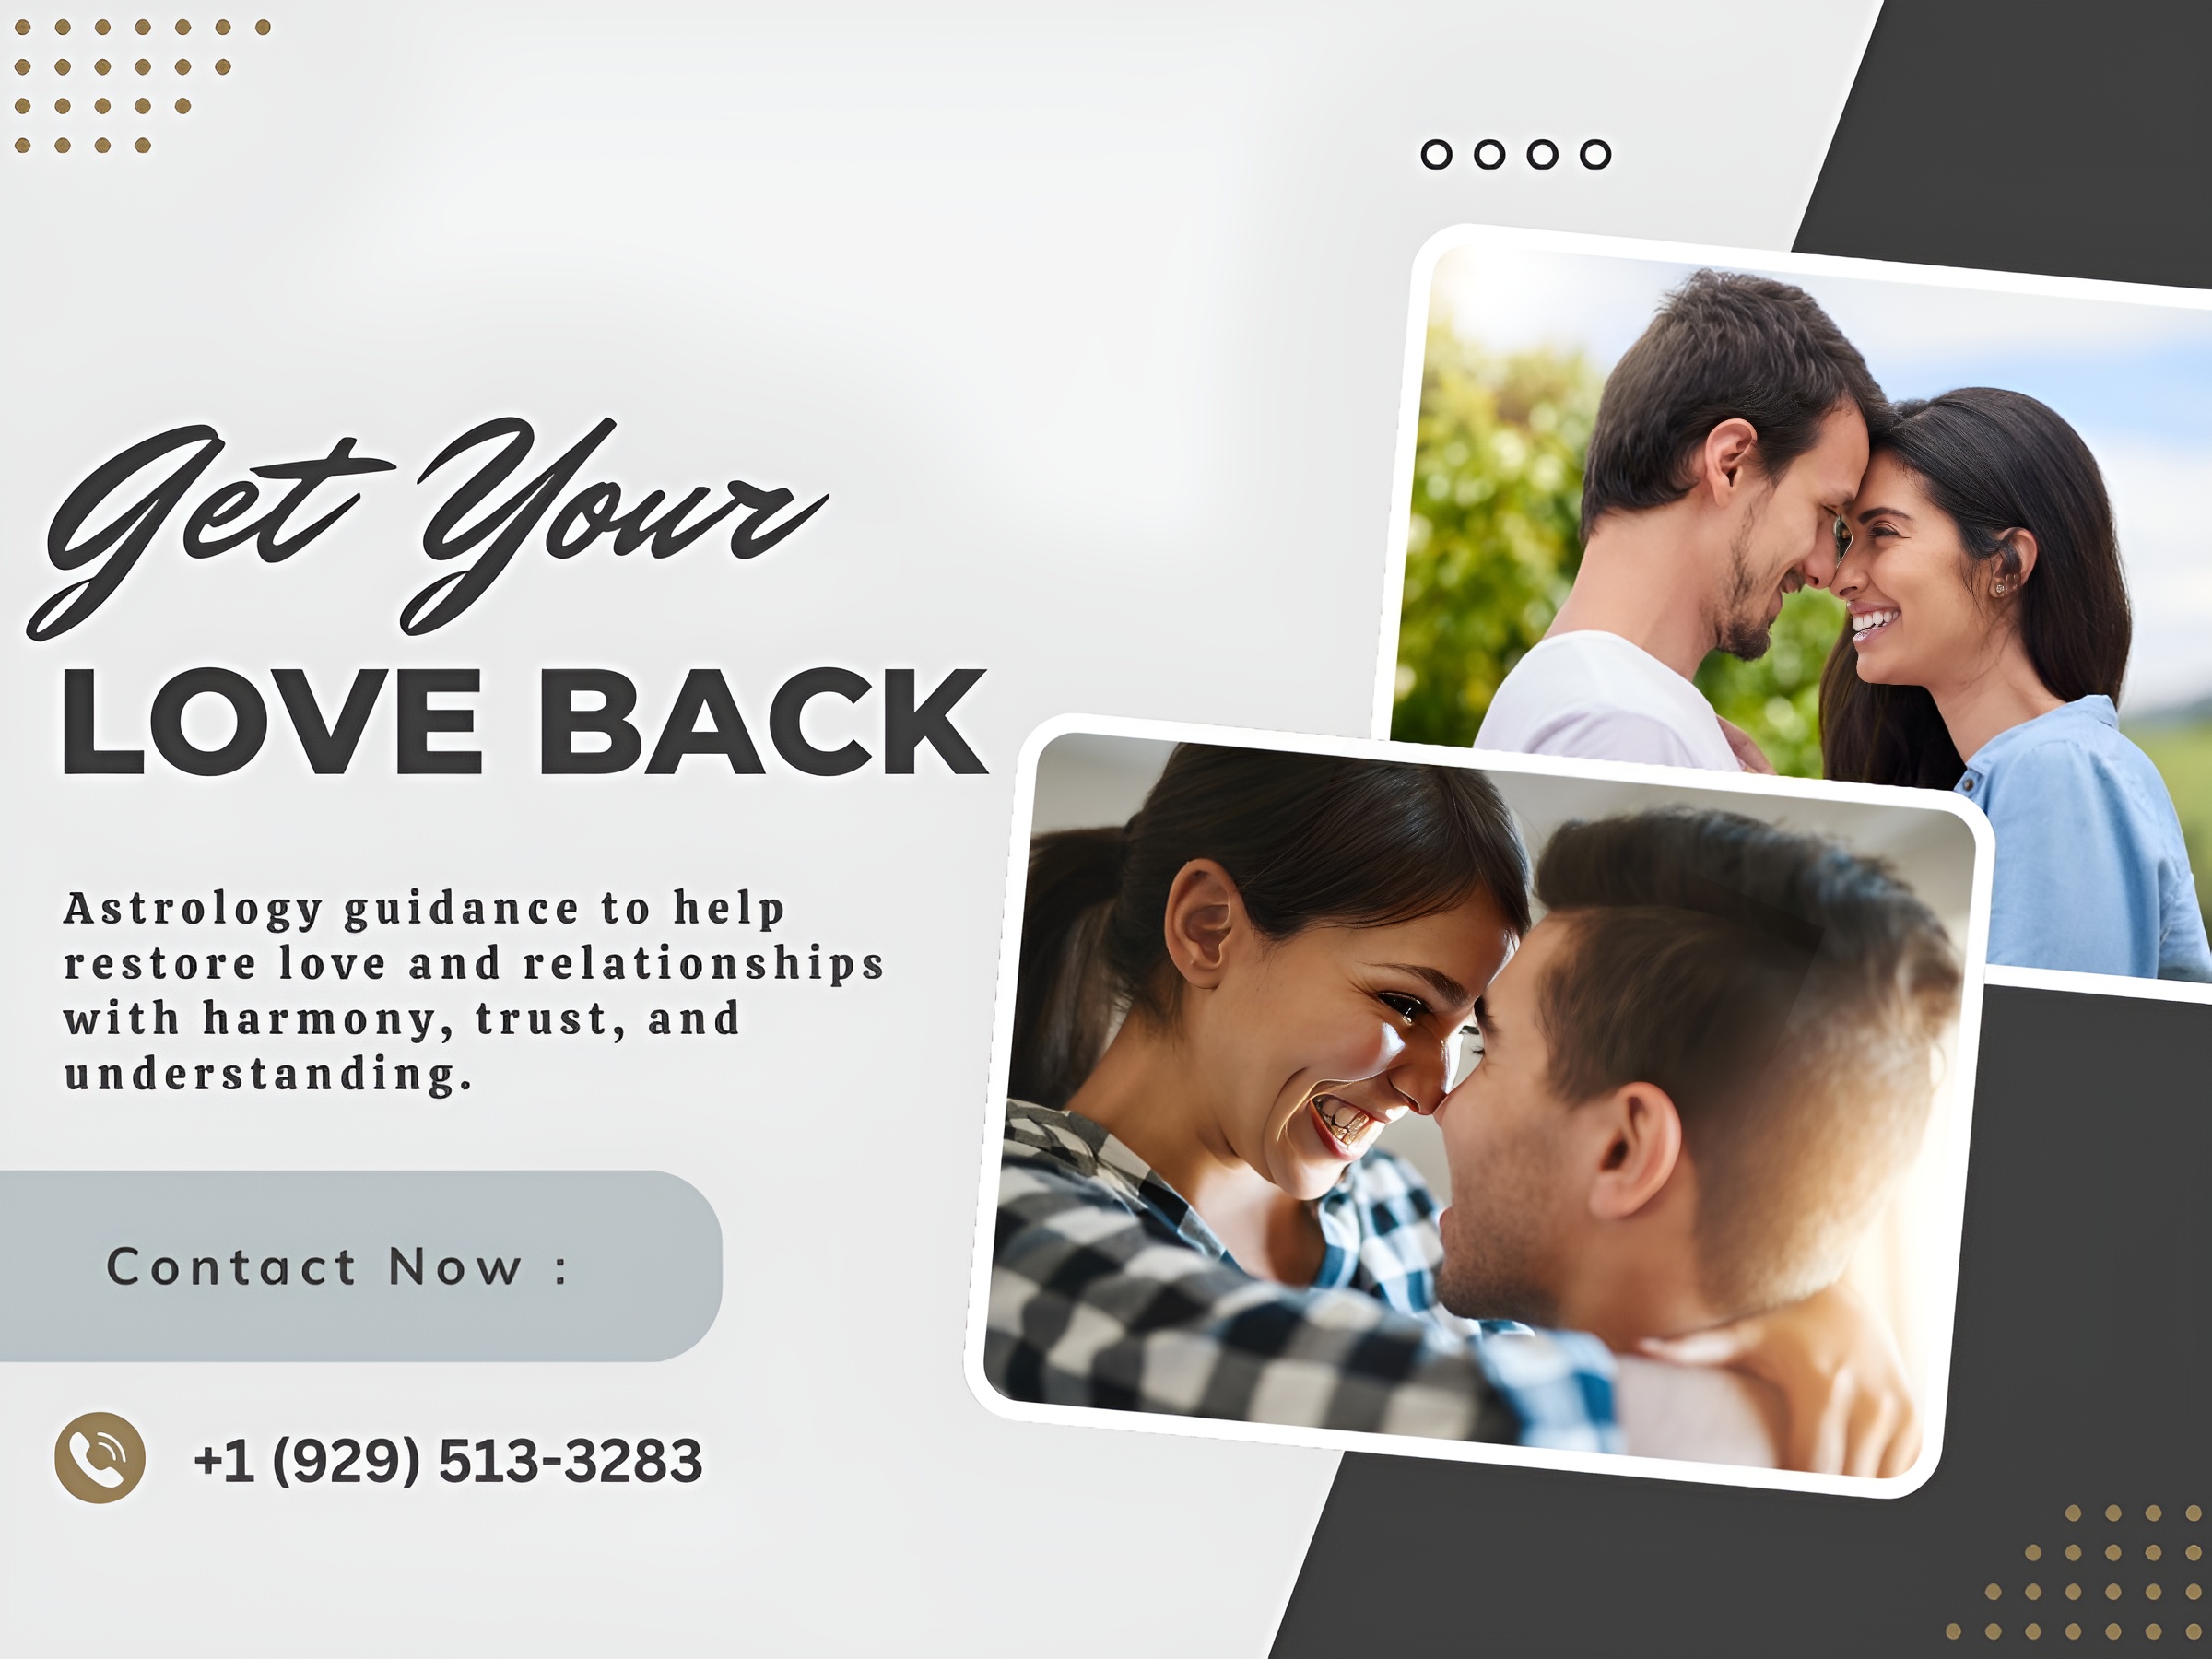 Get Your
LOVE BACK
Astrology guidance to help
restore love and relationships
with harmony, trust, and
understanding.
Contact Now :
+1 (929) 513-3283